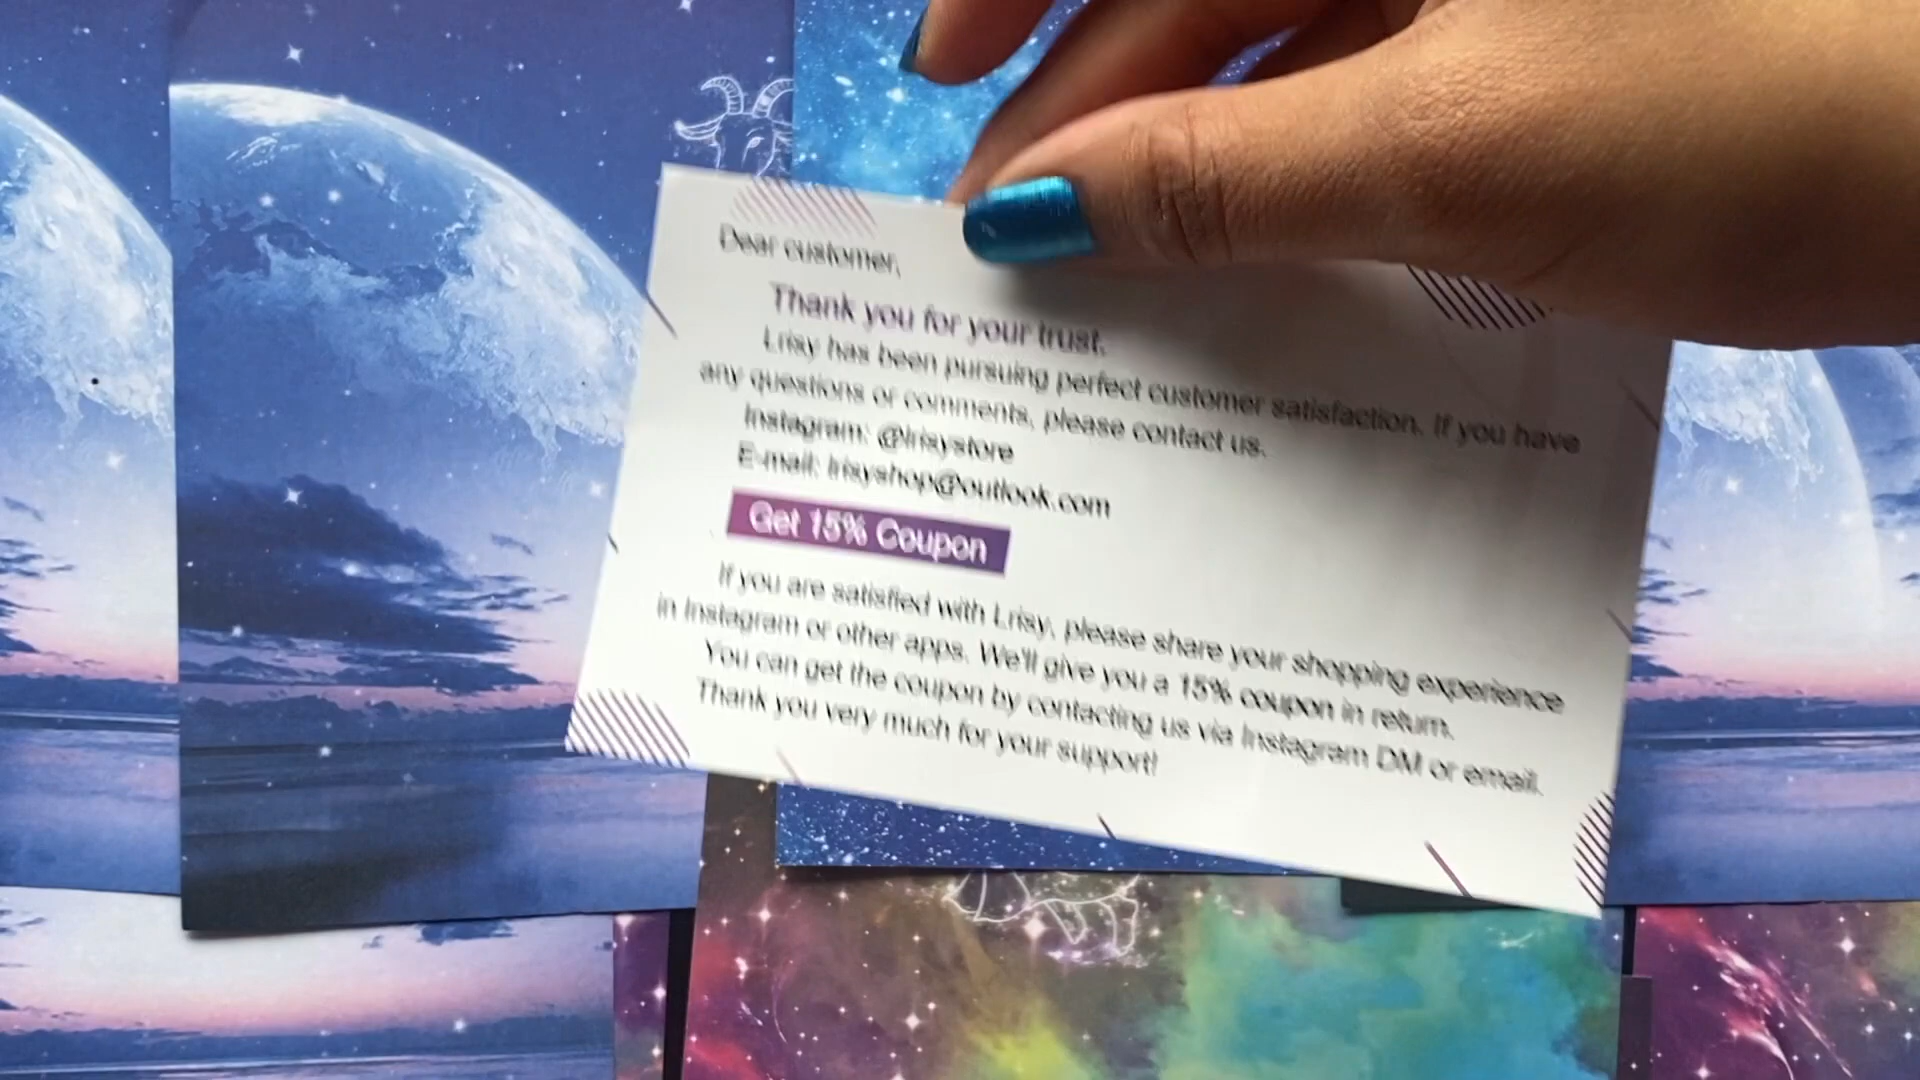 Dear customer,
Thank you for your trust.
Lrisy has been pursuing perfect customer satisfaction. If you have
any questions or comments, please contact us.
Instagram: @lrisystore
E-mail: lrisyshop@outlook.com
Get 15% Coupon
If you are satisfied with Lrisy, please share your shopping experience
in Instagram or other apps. We'll give you a 15% coupon in return.
You can get the coupon by contacting us via Instagram DM or email.
Thank you very much for your support!